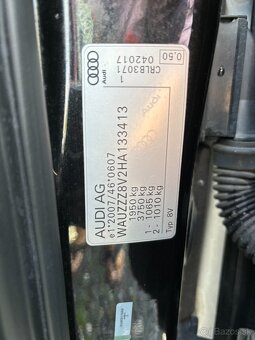 AUDI AG
e1*2007/46*0607
WAUZZZ8V2HA133413
1950 kg
3750 kg
1- 1065 kg
2- 1010 kg
Typ 8V
Audi
CRLB3071
042017
1
0.50